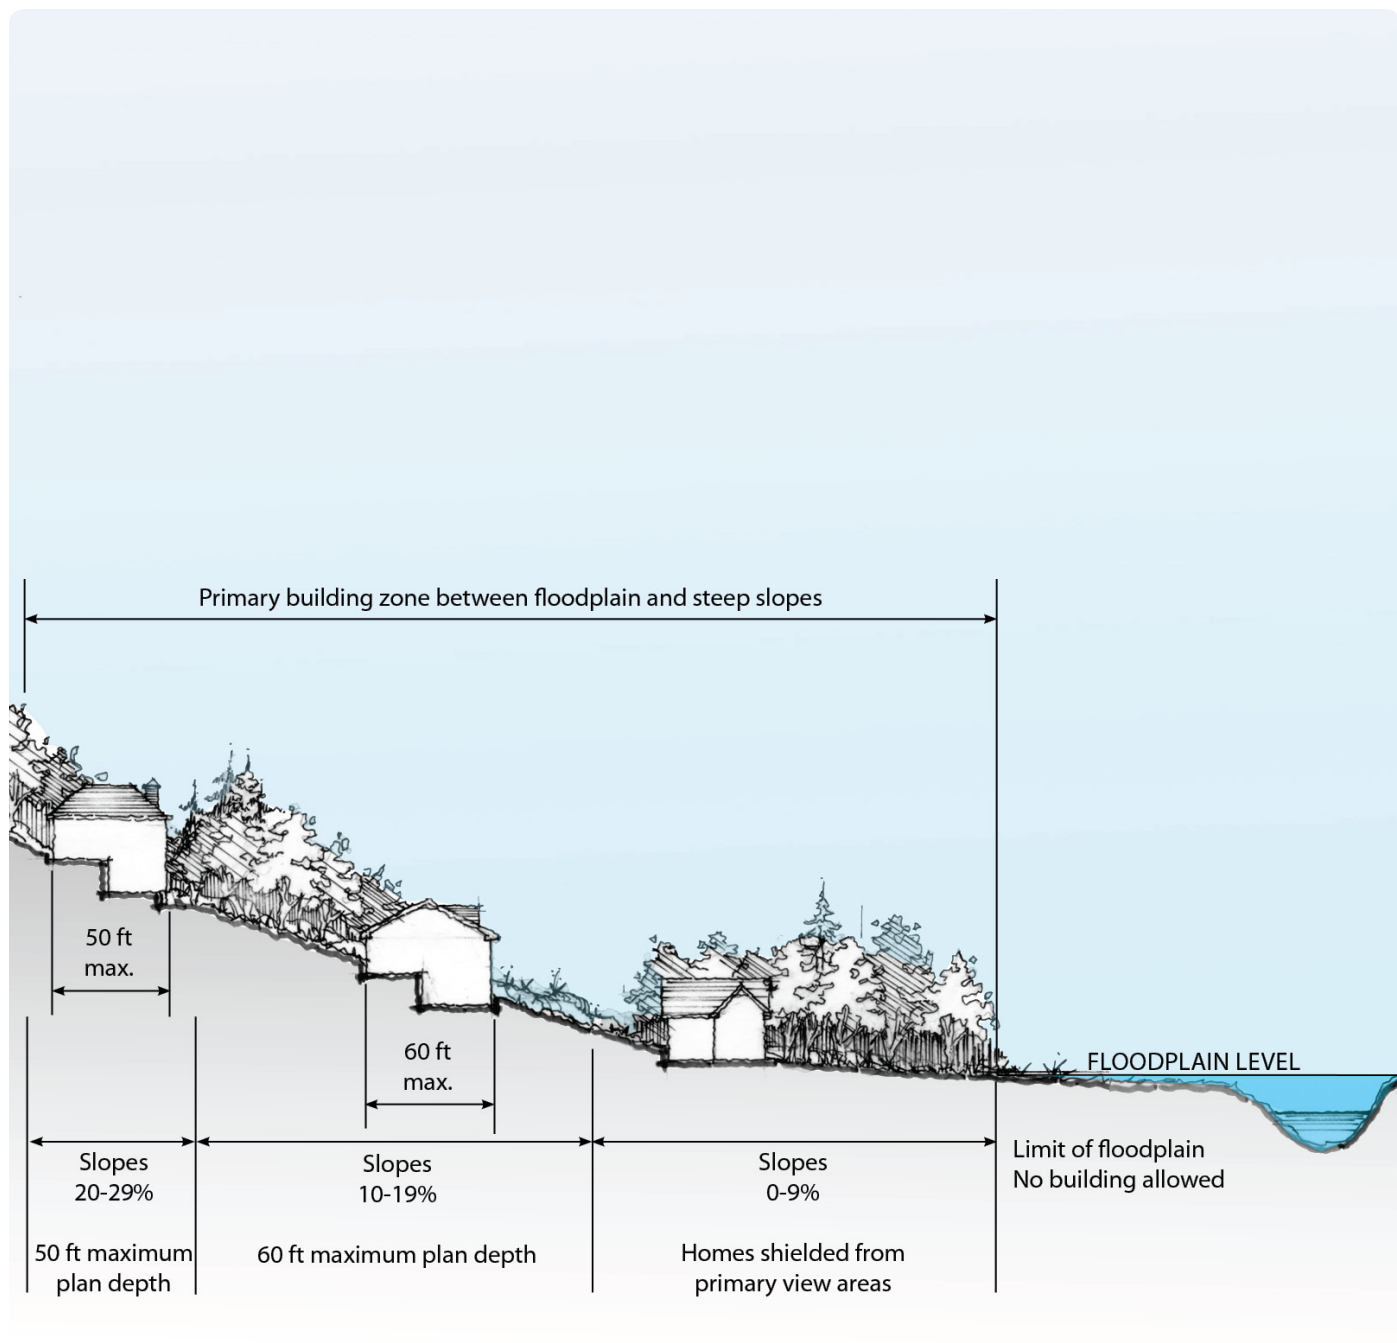 Primary building zone between floodplain and steep slopes
50 ft
max.
60 ft
max.
FLOODPLAIN LEVEL
Slopes
20-29%
Slopes
10-19%
Slopes
0-9%
Limit of floodplain
No building allowed
50 ft maximum
plan depth
60 ft maximum plan depth
Homes shielded from
primary view areas